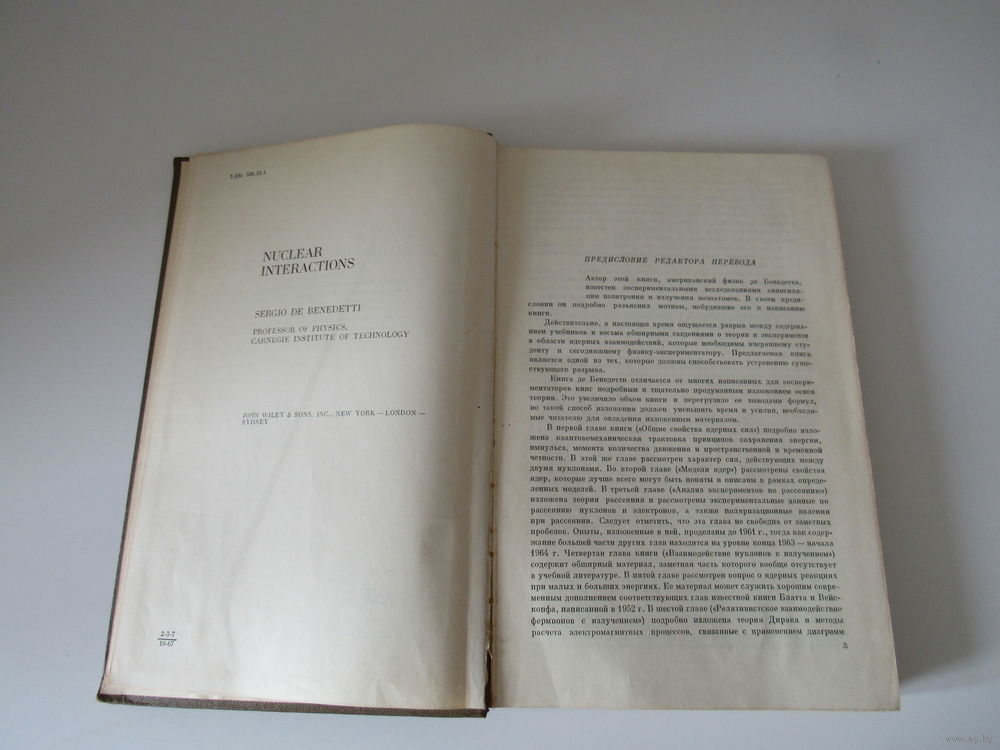 УДК 539.12.1
NUCLEAR
INTERACTIONS
SERGIO DE BENEDETTI
PROFESSOR OF PHYSICS,
CARNEGIE INSTITUTE OF TECHNOLOGY
JOHN WILEY & SONS, INC., NEW YORK — LONDON —
SYDNEY
2-3-7
10-67
ПРЕДИСЛОВИЕ РЕДАКТОРА ПЕРЕВОДА
Автор этой книги, американский физик де Бенедетти,
известен экспериментальными исследованиями аннигиля-
ции позитрония и излучения мезоатомов. В своем преди-
словии он подробно разъяснил мотивы, побудившие его к написанию
книги.
Действительно, в настоящее время ощущается разрыв между содержа-
нием учебников и весьма обширными сведениями о теории и эксперименте
в области ядерных взаимодействий, которые необходимы вчерашнему сту-
денту и сегодняшнему физику-экспериментатору. Предлагаемая книга
является одной из тех, которые должны способствовать устранению суще-
ствующего разрыва.
Книга де Бенедетти отличается от многих написанных для экспери-
ментаторов книг подробным и тщательно продуманным изложением основ
теории. Это увеличило объем книги и перегрузило ее выводами формул,
но такой способ изложения должен уменьшить время и усилия, необходи-
мые читателю для овладения изложенным материалом.
В первой главе книги («Общие свойства ядерных сил») подробно изло-
жена квантовомеханическая трактовка принципов сохранения энергии,
импульса, момента количества движения и пространственной и временной
четности. В этой же главе рассмотрен характер сил, действующих между
двумя нуклонами. Во второй главе («Модели ядер») рассмотрены свойства
ядер, которые лучше всего могут быть поняты и описаны в рамках опреде-
ленных моделей. В третьей главе («Анализ экспериментов по рассеянию»)
изложена теория рассеяния и рассмотрены экспериментальные данные по
рассеянию нуклонов и электронов, а также поляризационные явления
при рассеянии. Следует отметить, что эта глава не свободна от заметных
пробелов. Опыты, изложенные в ней, проделаны до 1961 г., тогда как содер-
жание большей части других глав находится на уровне конца 1963 — начала
1964 г. Четвертая глава книги («Взаимодействие нуклонов с излучением»)
содержит обширный материал, заметная часть которого вообще отсутствует
в учебной литературе. В пятой главе рассмотрен вопрос о ядерных реакциях
при малых и больших энергиях. Ее материал может служить хорошим совре-
менным дополнением соответствующих глав известной книги Блатта и Вейс-
копфа, написанной в 1952 г. В шестой главе («Релятивистское взаимодействие
фермионов с излучением») подробно изложена теория Дирака и методы
расчета электромагнитных процессов, связанные с применением диаграмм
3
www.ay.by